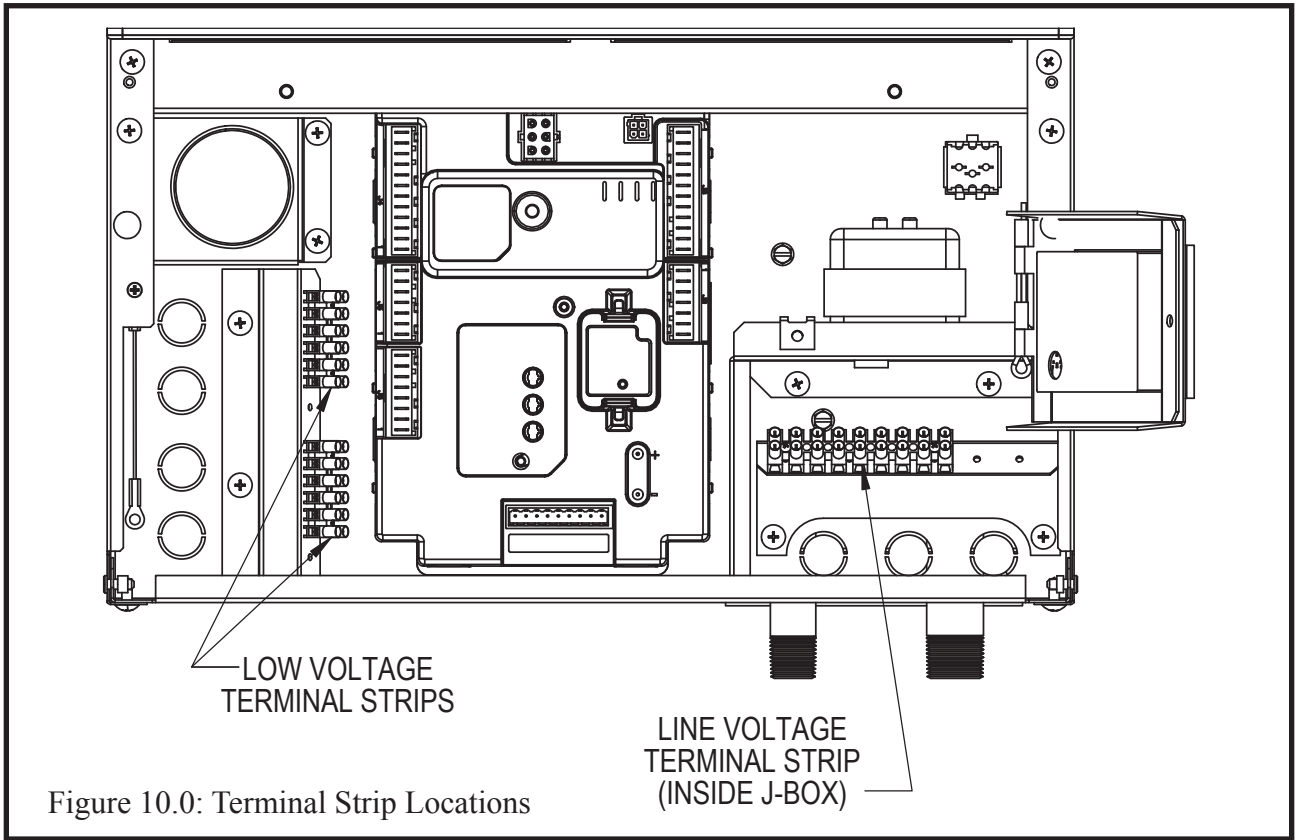 +
–
LOW VOLTAGE
TERMINAL STRIPS
LINE VOLTAGE
TERMINAL STRIP
(INSIDE J-BOX)
Figure 10.0: Terminal Strip Locations